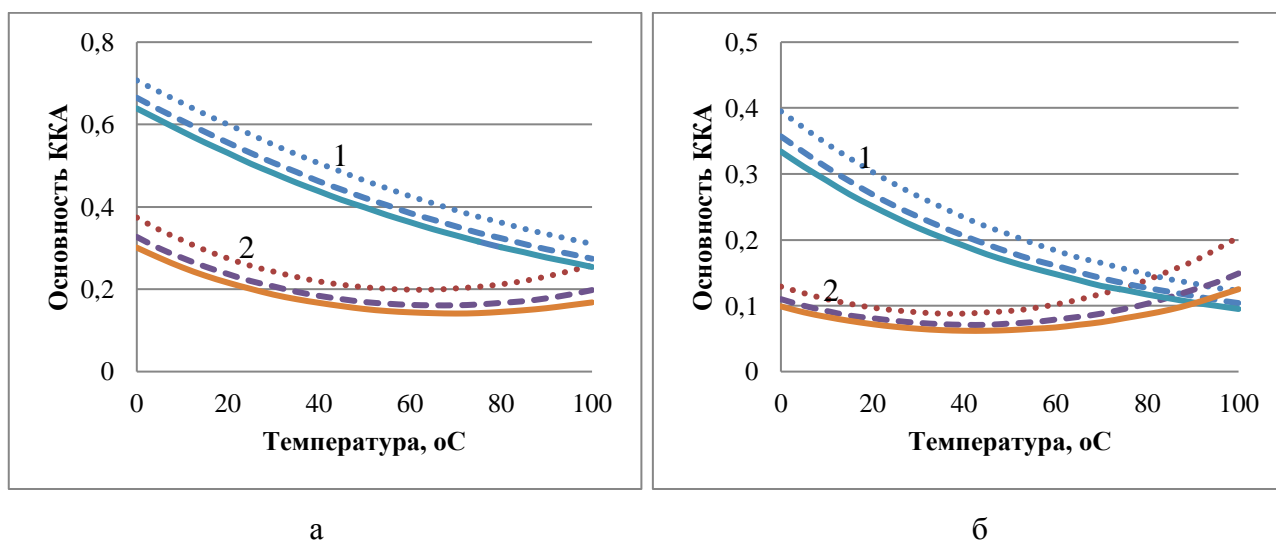 Основность ККА
0,8
0,6
0,4
0,2
0
1
2
0 20 40 60 80 100
Температура, оС
а
Основность ККА
0,5
0,4
0,3
0,2
0,1
0
1
2
0 20 40 60 80 100
Температура, оС
б